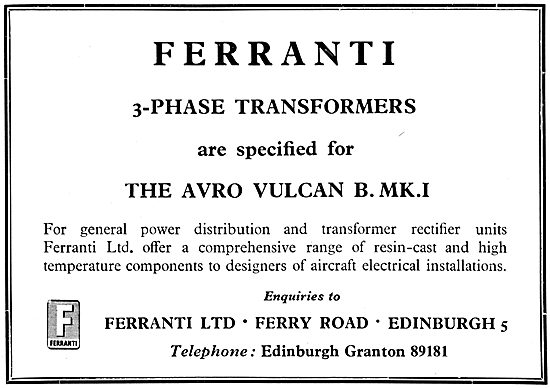 FERRANTI
3-PHASE TRANSFORMERS
are specified for
THE AVRO VULCAN B. MK.I
For general power distribution and transformer rectifier units
Ferranti Ltd. offer a comprehensive range of resin-cast and high
temperature components to designers of aircraft electrical installations.
Enquiries to
F
FERRANTI
FERRANTI LTD · FERRY ROAD · EDINBURGH 5
Telephone: Edinburgh Granton 89181